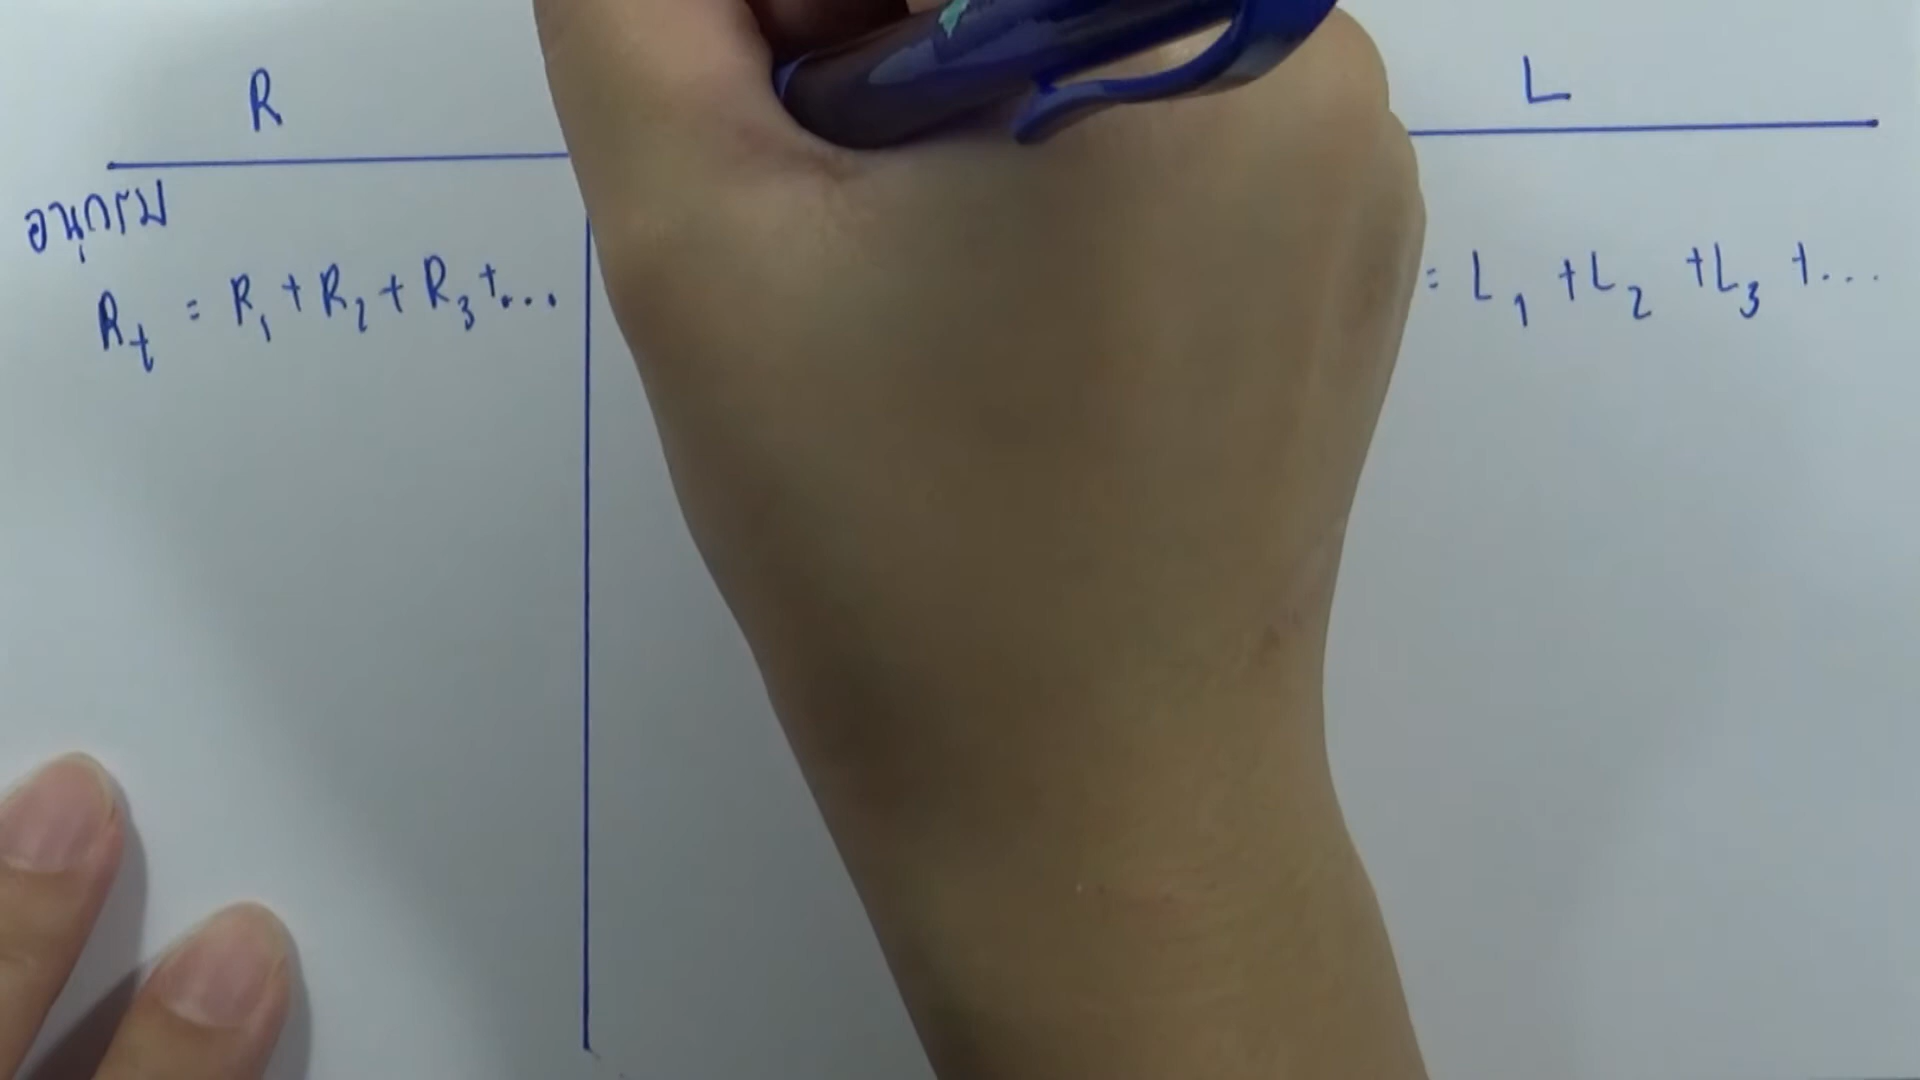 R L
อนุกรม
Rt = R1 + R2 + R3 +...
= L1 + L2 + L3 + ...